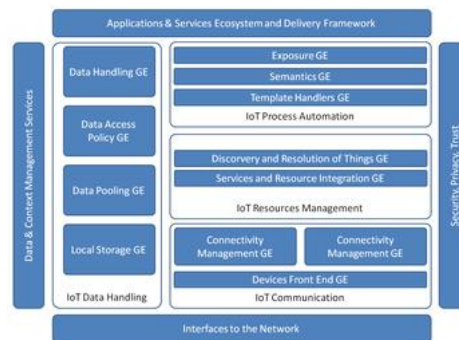 Applications & Services Ecosystem and Delivery Framework
Data & Context Management Services
Data Handling GE
Data Access
Policy GE
Data Pooling GE
Local Storage GE
IoT Data Handling
Exposure GE
Semantics GE
Template Handlers GE
IoT Process Automation
Discorvery and Resolution of Things GE
Services and Resource Integration GE
IoT Resources Management
Connectivity
Management GE
Connectivity
Management GE
Devices Front End GE
IoT Communication
Security, Privacy, Trust
Interfaces to the Network